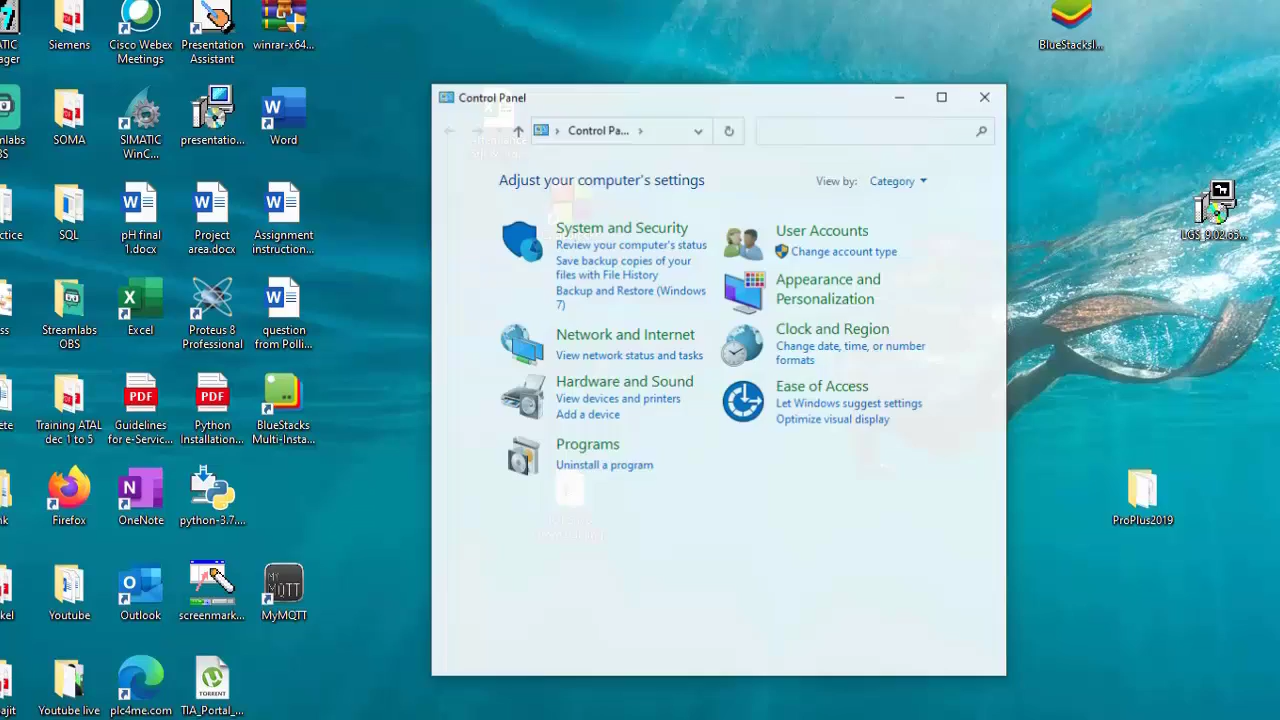 Siemens
Cisco Webex
Meetings
Presentation
Assistant
winrar-x64...
BlueStacksI...
SOMA
SIMATIC
WinC...
presentatio...
Word
SQL
pH final
1.docx
Project
area.docx
Assignment
instruction...
Streamlabs
OBS
Excel
Proteus 8
Professional
question
from Polli...
Training ATAL
dec 1 to 5
PDF
Guidelines
for e-Servic...
PDF
Python
Installation...
BlueStacks
Multi-Insta...
Firefox
OneNote
python-3.7....
Youtube
Outlook
screenmark...
MY
MQTT
MyMQTT
Youtube live
plc4me.com
TORRENT
TIA_Portal_...
Control Panel
Control Pa...
Adjust your computer's settings
View by: Category
System and Security
Review your computer's status
Save backup copies of your
files with File History
Backup and Restore (Windows
7)
Network and Internet
View network status and tasks
Hardware and Sound
View devices and printers
Add a device
Programs
Uninstall a program
User Accounts
Change account type
Appearance and
Personalization
Clock and Region
Change date, time, or number
formats
Ease of Access
Let Windows suggest settings
Optimize visual display
ProPlus2019